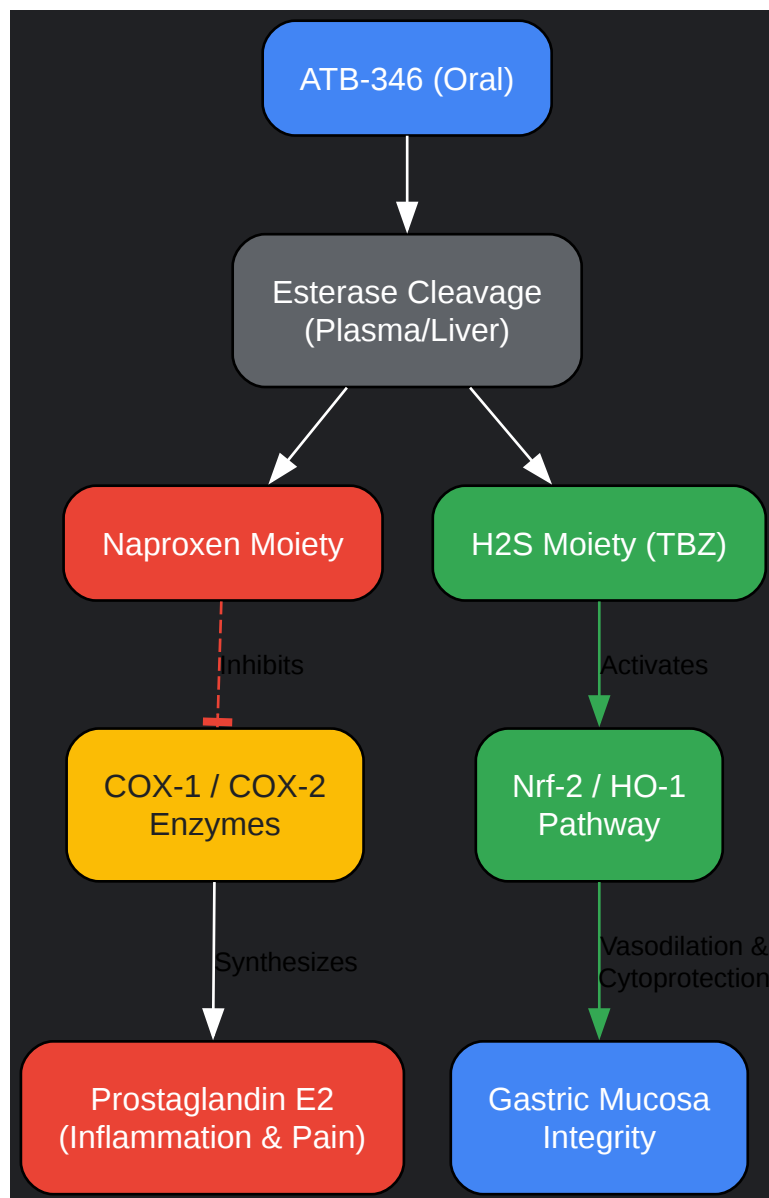 ATB-346 (Oral)
Esterase Cleavage
(Plasma/Liver)
Naproxen Moiety
H2S Moiety (TBZ)
Inhibits
Activates
COX-1 / COX-2
Enzymes
Nrf-2 / HO-1
Pathway
Synthesizes
Vasodilation &
Cytoprotection
Prostaglandin E2
(Inflammation & Pain)
Gastric Mucosa
Integrity